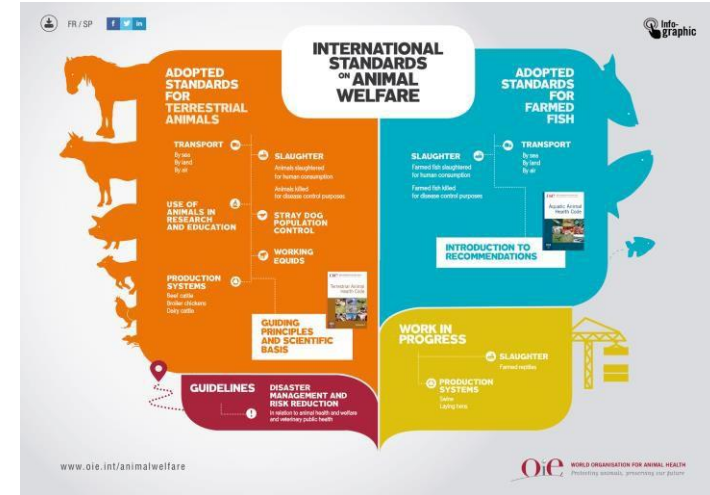 FR / SP
f
in
Info-
graphic
INTERNATIONAL
STANDARDS
ON ANIMAL
WELFARE
ADOPTED
STANDARDS
FOR
TERRESTRIAL
ANIMALS
TRANSPORT
By sea
By land
By air
SLAUGHTER
Animals slaughtered
for human consumption
Animals killed
for disease control purposes
USE OF
ANIMALS IN
RESEARCH
AND EDUCATION
STRAY DOG
POPULATION
CONTROL
WORKING
EQUIDS
PRODUCTION
SYSTEMS
Beef cattle
Broiler chickens
Dairy cattle
Terrestrial Animal
Health Code
GUIDING
PRINCIPLES
AND SCIENTIFIC
BASIS
ADOPTED
STANDARDS
FOR
FARMED
FISH
SLAUGHTER
Farmed fish slaughtered
for human consumption
Farmed fish killed
for disease control purposes
TRANSPORT
By sea
By land
By air
Aquatic Animal
Health Code
INTRODUCTION TO
RECOMMENDATIONS
GUIDELINES
DISASTER
MANAGEMENT AND
RISK REDUCTION
In relation to animal health and welfare
and veterinary public health
WORK IN
PROGRESS
SLAUGHTER
Farmed reptiles
PRODUCTION
SYSTEMS
Swine
Laying hens
www.oie.int/animalwelfare
Oie
WORLD ORGANISATION FOR ANIMAL HEALTH
Protecting animals, preserving our future